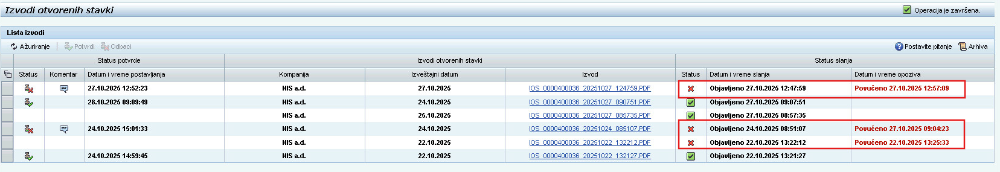 Izvodi otvorenih stavki
Operacija je završena.
Lista izvodi
Ažuriranje Potvrdi Odbaci Postavite pitanje Arhiva
Status potvrde Izvodi otvorenih stavki Status slanja
Status Komentar Datum i vreme postavljanja Kompanija Izveštajni datum Izvod Status Datum i vreme slanja Datum i vreme opoziva
27.10.2025 12:52:23 NIS a.d. 27.10.2025 IOS_0000400036_20251027_124759.PDF Objavljeno 27.10.2025 12:47:59 Povučeno 27.10.2025 12:57:09
28.10.2025 09:09:49 NIS a.d. 24.10.2025 IOS_0000400036_20251027_090751.PDF Objavljeno 27.10.2025 09:07:51
NIS a.d. 25.10.2025 IOS_0000400036_20251027_085735.PDF Objavljeno 27.10.2025 08:57:35
24.10.2025 15:01:33 NIS a.d. 24.10.2025 IOS_0000400036_20251024_085107.PDF Objavljeno 24.10.2025 08:51:07 Povučeno 27.10.2025 09:04:23
NIS a.d. 22.10.2025 IOS_0000400036_20251022_132212.PDF Objavljeno 22.10.2025 13:22:12 Povučeno 22.10.2025 13:25:33
24.10.2025 14:59:45 NIS a.d. 22.10.2025 IOS_0000400036_20251022_132127.PDF Objavljeno 22.10.2025 13:21:27